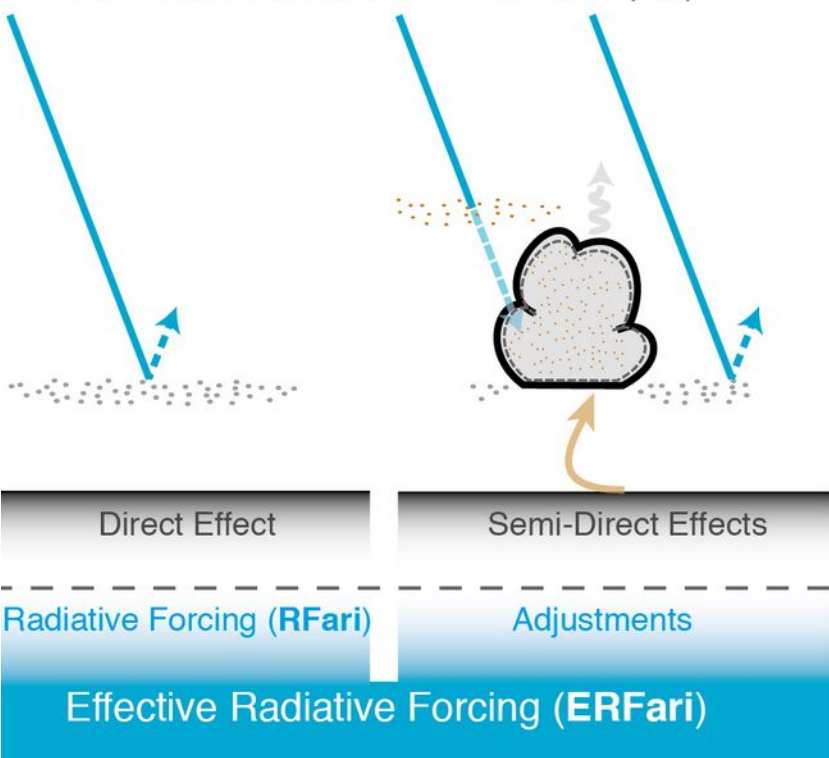 Direct Effect
Semi-Direct Effects
Radiative Forcing (RFari)
Adjustments
Effective Radiative Forcing (ERFari)